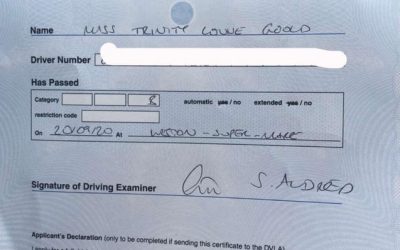 Name MISS TRINITY LOUISE GOOLD
Driver Number
Has Passed
Category B automatic yes / no extended yes / no
restriction code
On 20/09/20 At WESTON-SUPER-MARE
Signature of Driving Examiner S. ALDRED
Applicant's Declaration (only to be completed if sending this certificate to the DVLA)